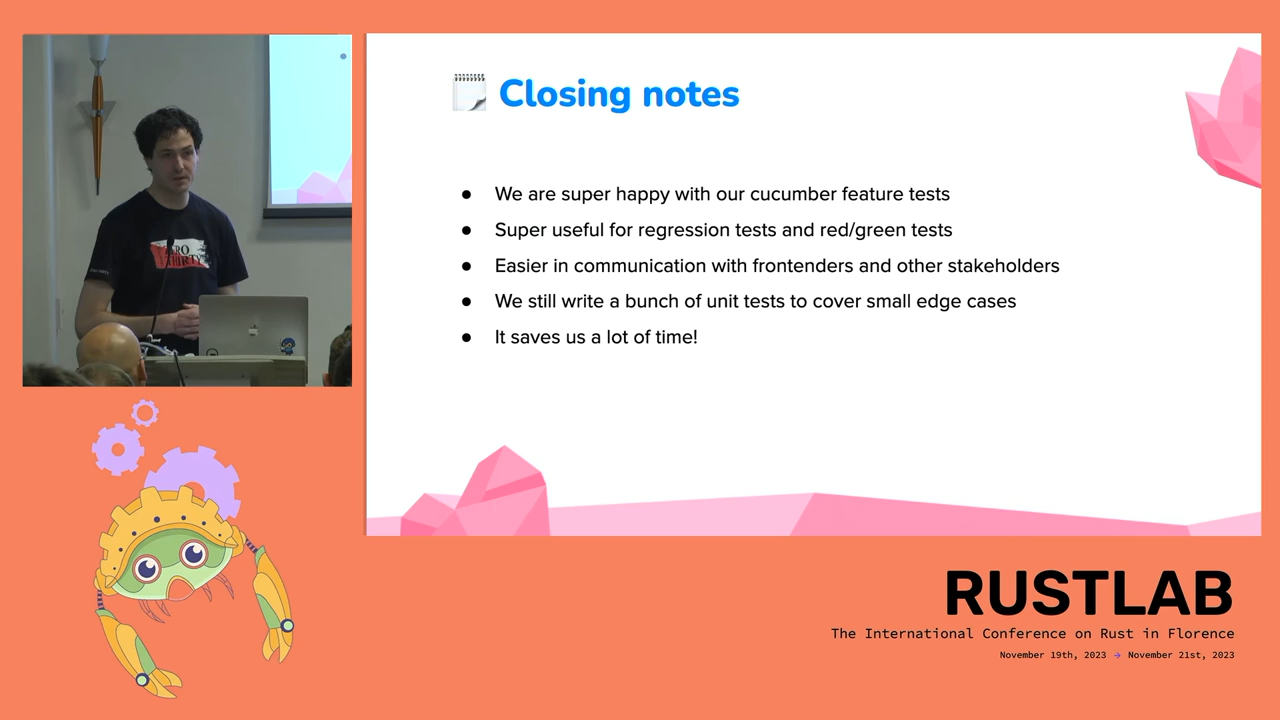 Closing notes
● We are super happy with our cucumber feature tests
● Super useful for regression tests and red/green tests
● Easier in communication with frontenders and other stakeholders
● We still write a bunch of unit tests to cover small edge cases
● It saves us a lot of time!
RUSTLAB
The International Conference on Rust in Florence
November 19th, 2023 → November 21st, 2023